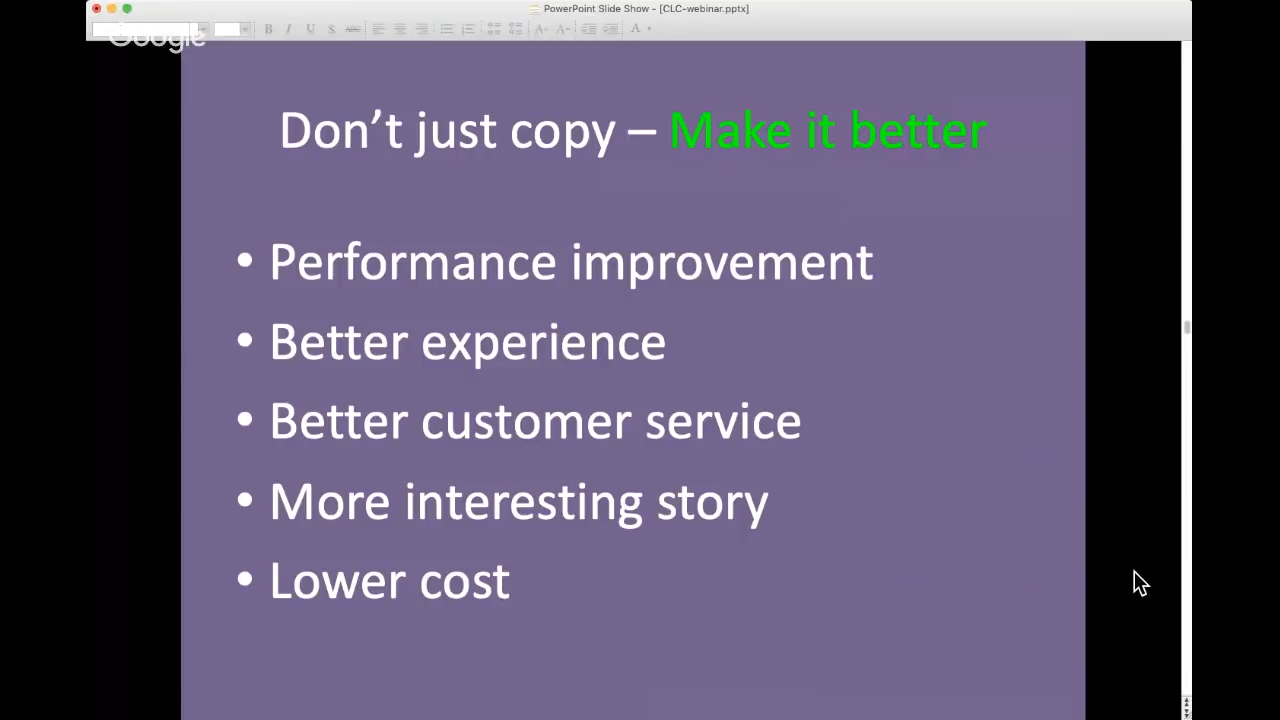 PowerPoint Slide Show - [CLC-webinar.pptx]
B I U S ABC
A A A
Google
Don’t just copy – Make it better
• Performance improvement
• Better experience
• Better customer service
• More interesting story
• Lower cost